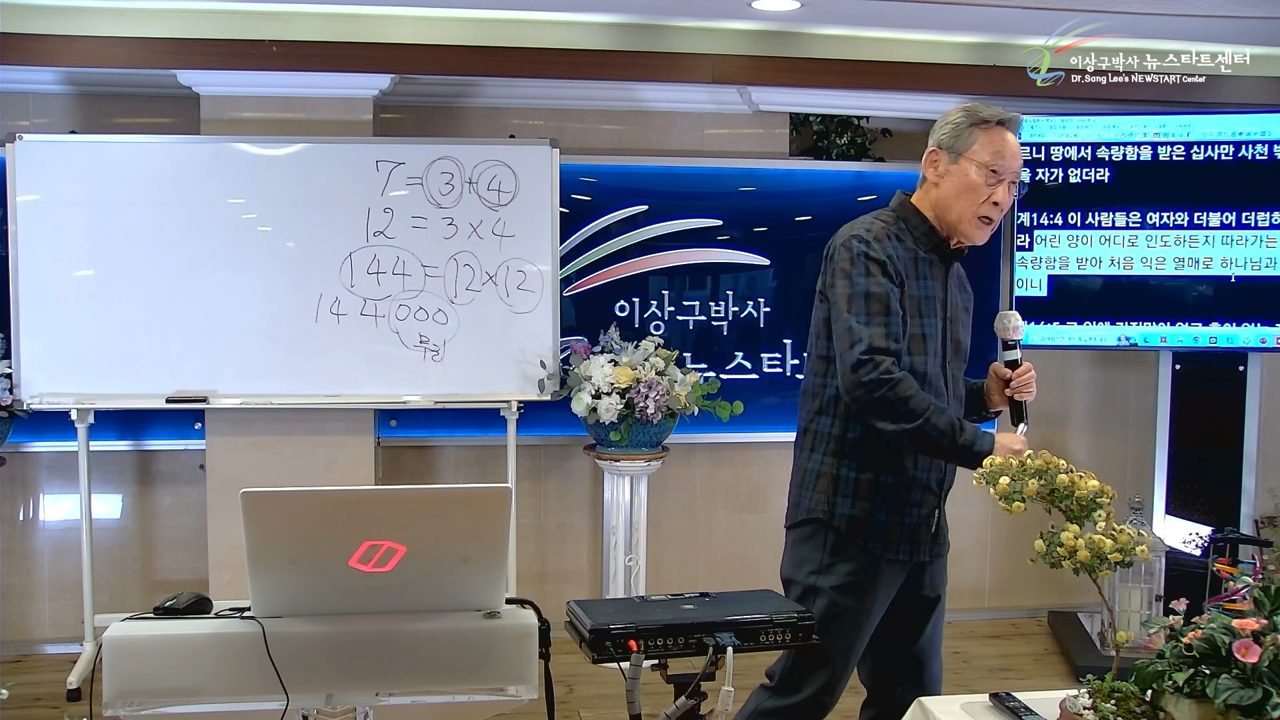 이상구박사 뉴스타트센터
Dr.Sang Lee's NEWSTART Center
7=3+4
12=3×4
144=12×12
144000
무리
이상구박사
뉴스타트
르니 땅에서 속량함을 받은 십사만 사천
울 자가 없더라
계14:4 이 사람들은 여자와 더불어 더럽히
라 어린 양이 어디로 인도하든지 따라가는
속량함을 받아 처음 익은 열매로 하나님과
이니